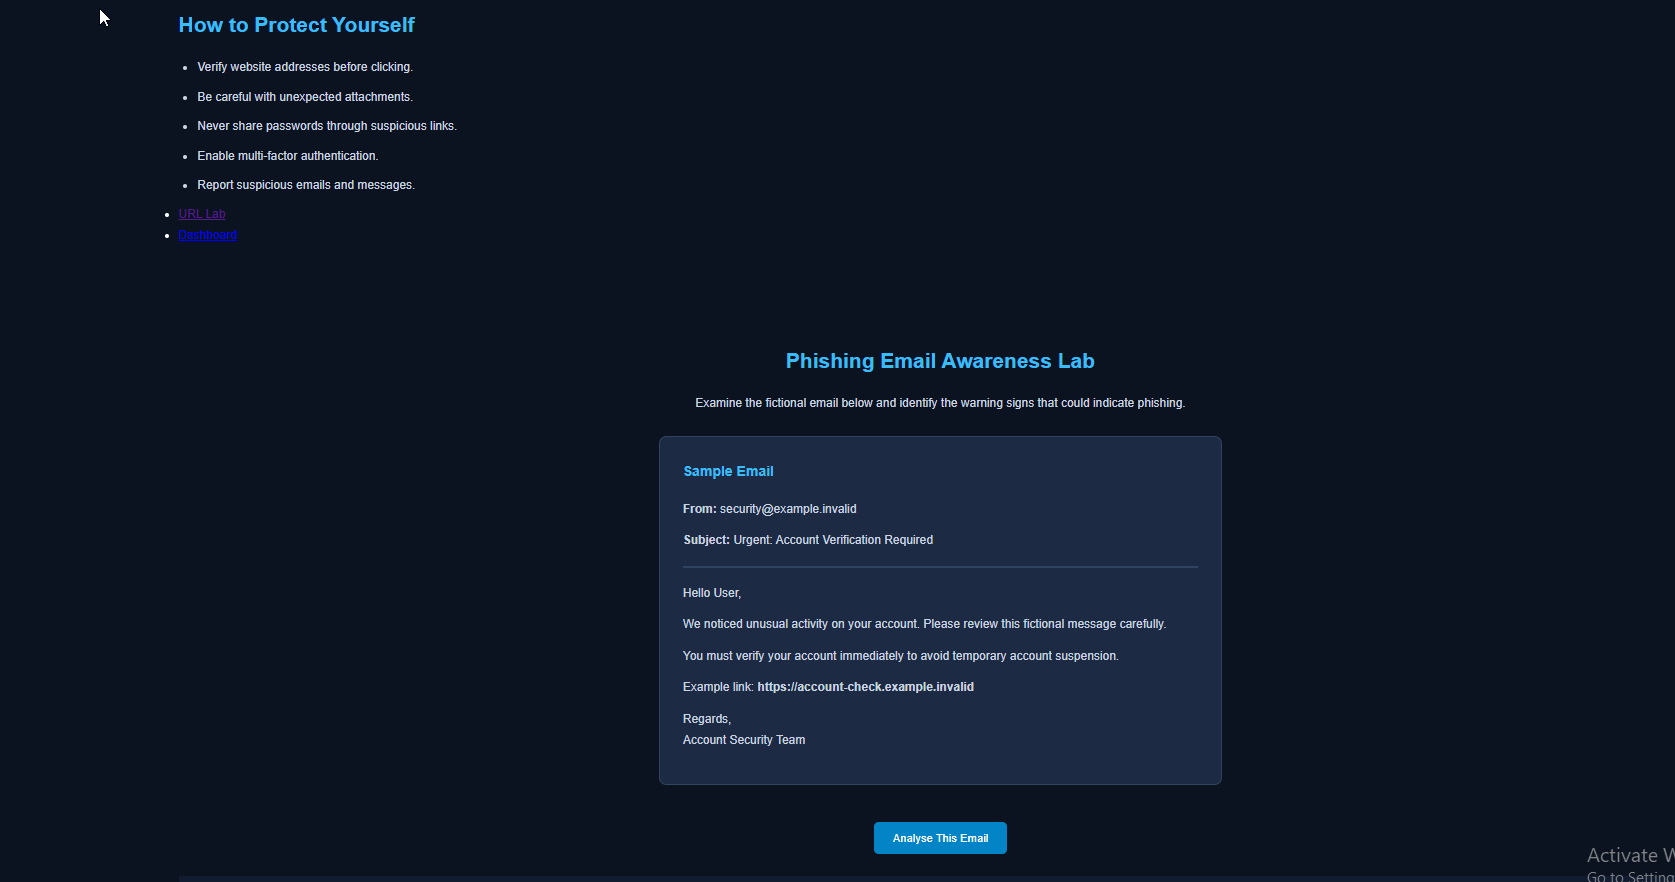 How to Protect Yourself
Verify website addresses before clicking.
Be careful with unexpected attachments.
Never share passwords through suspicious links.
Enable multi-factor authentication.
Report suspicious emails and messages.
URL Lab
Dashboard
Phishing Email Awareness Lab
Examine the fictional email below and identify the warning signs that could indicate phishing.
Sample Email
From: security@example.invalid
Subject: Urgent: Account Verification Required
Hello User,
We noticed unusual activity on your account. Please review this fictional message carefully.
You must verify your account immediately to avoid temporary account suspension.
Example link: https://account-check.example.invalid
Regards,
Account Security Team
Analyse This Email
Activate
Go to